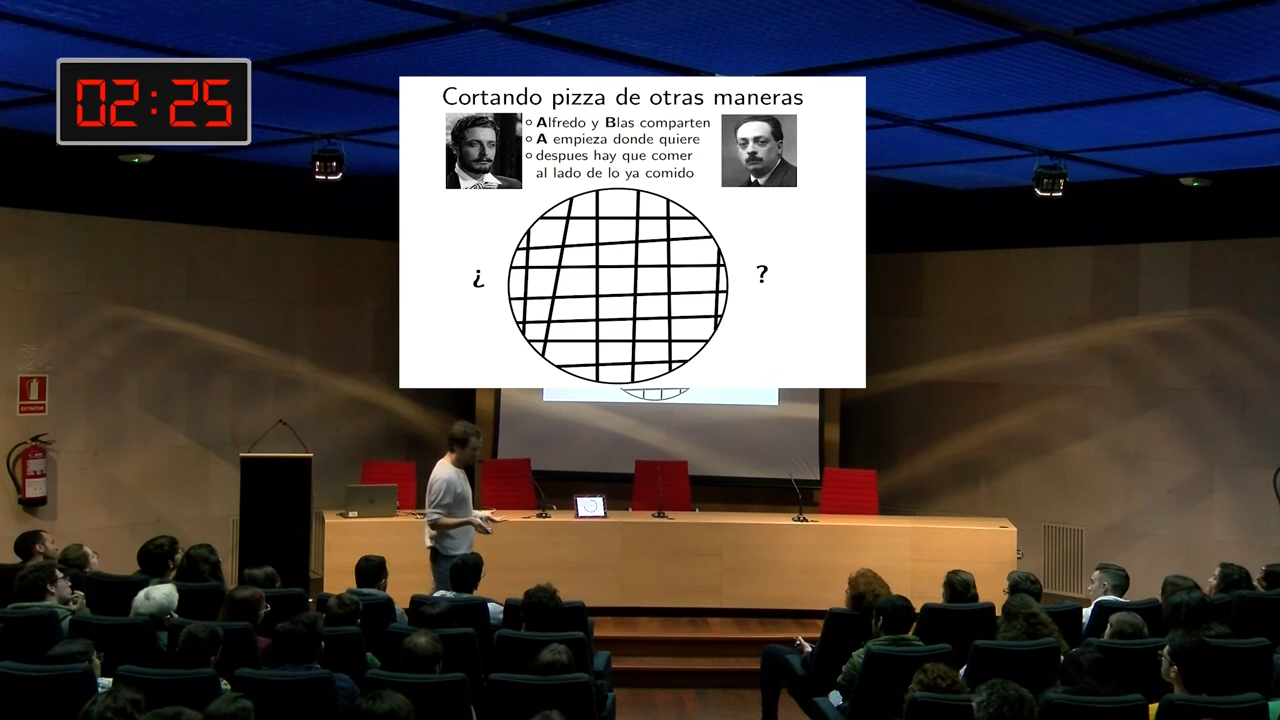 02:25
Cortando pizza de otras maneras
Alfredo y Blas comparten
A empieza donde quiere
despues hay que comer
al lado de lo ya comido
¿ ?
EXTINTOR